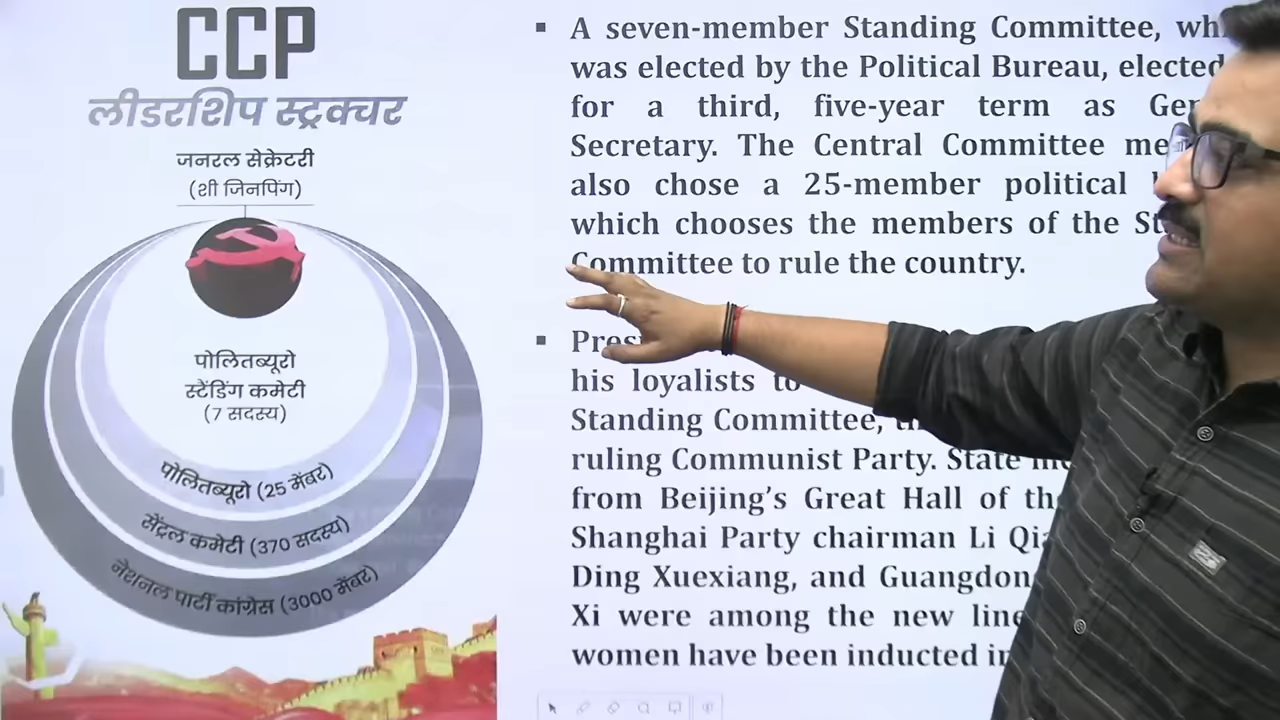 CCP
लीडरशिप स्ट्रक्चर
जनरल सेक्रेटरी
(शी जिनपिंग)
पोलितब्यूरो
स्टैंडिंग कमेटी
(7 सदस्य)
पोलितब्यूरो (25 मेंबर)
सेंट्रल कमेटी (370 सदस्य)
नेशनल पार्टी कांग्रेस (3000 मेंबर)
▪ A seven-member Standing Committee,
was elected by the Political Bureau, elected
for a third, five-year term as
Secretary. The Central Committee
also chose a 25-member political
which chooses the members of the
Committee to rule the country.
▪
his loyalists to
Standing Committee,
ruling Communist Party. State
from Beijing’s Great Hall of
Shanghai Party chairman Li
Ding Xuexiang, and
Xi were among the new
women have been inducted